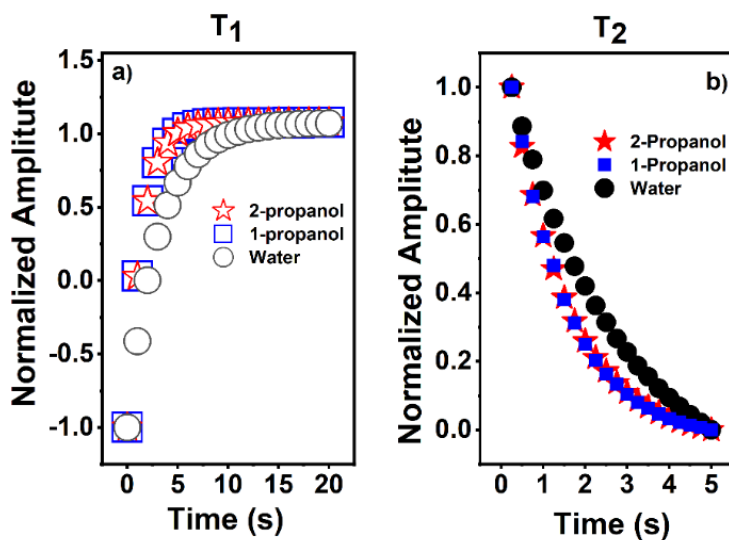 T1
a)
Normalized Amplitude
1.5
1.0
0.5
0.0
-0.5
-1.0
2-propanol
1-propanol
Water
0 5 10 15 20
Time (s)
T2
b)
Normalized Amplitude
1.0
0.8
0.6
0.4
0.2
0.0
2-Propanol
1-Propanol
Water
0 1 2 3 4 5
Time (s)